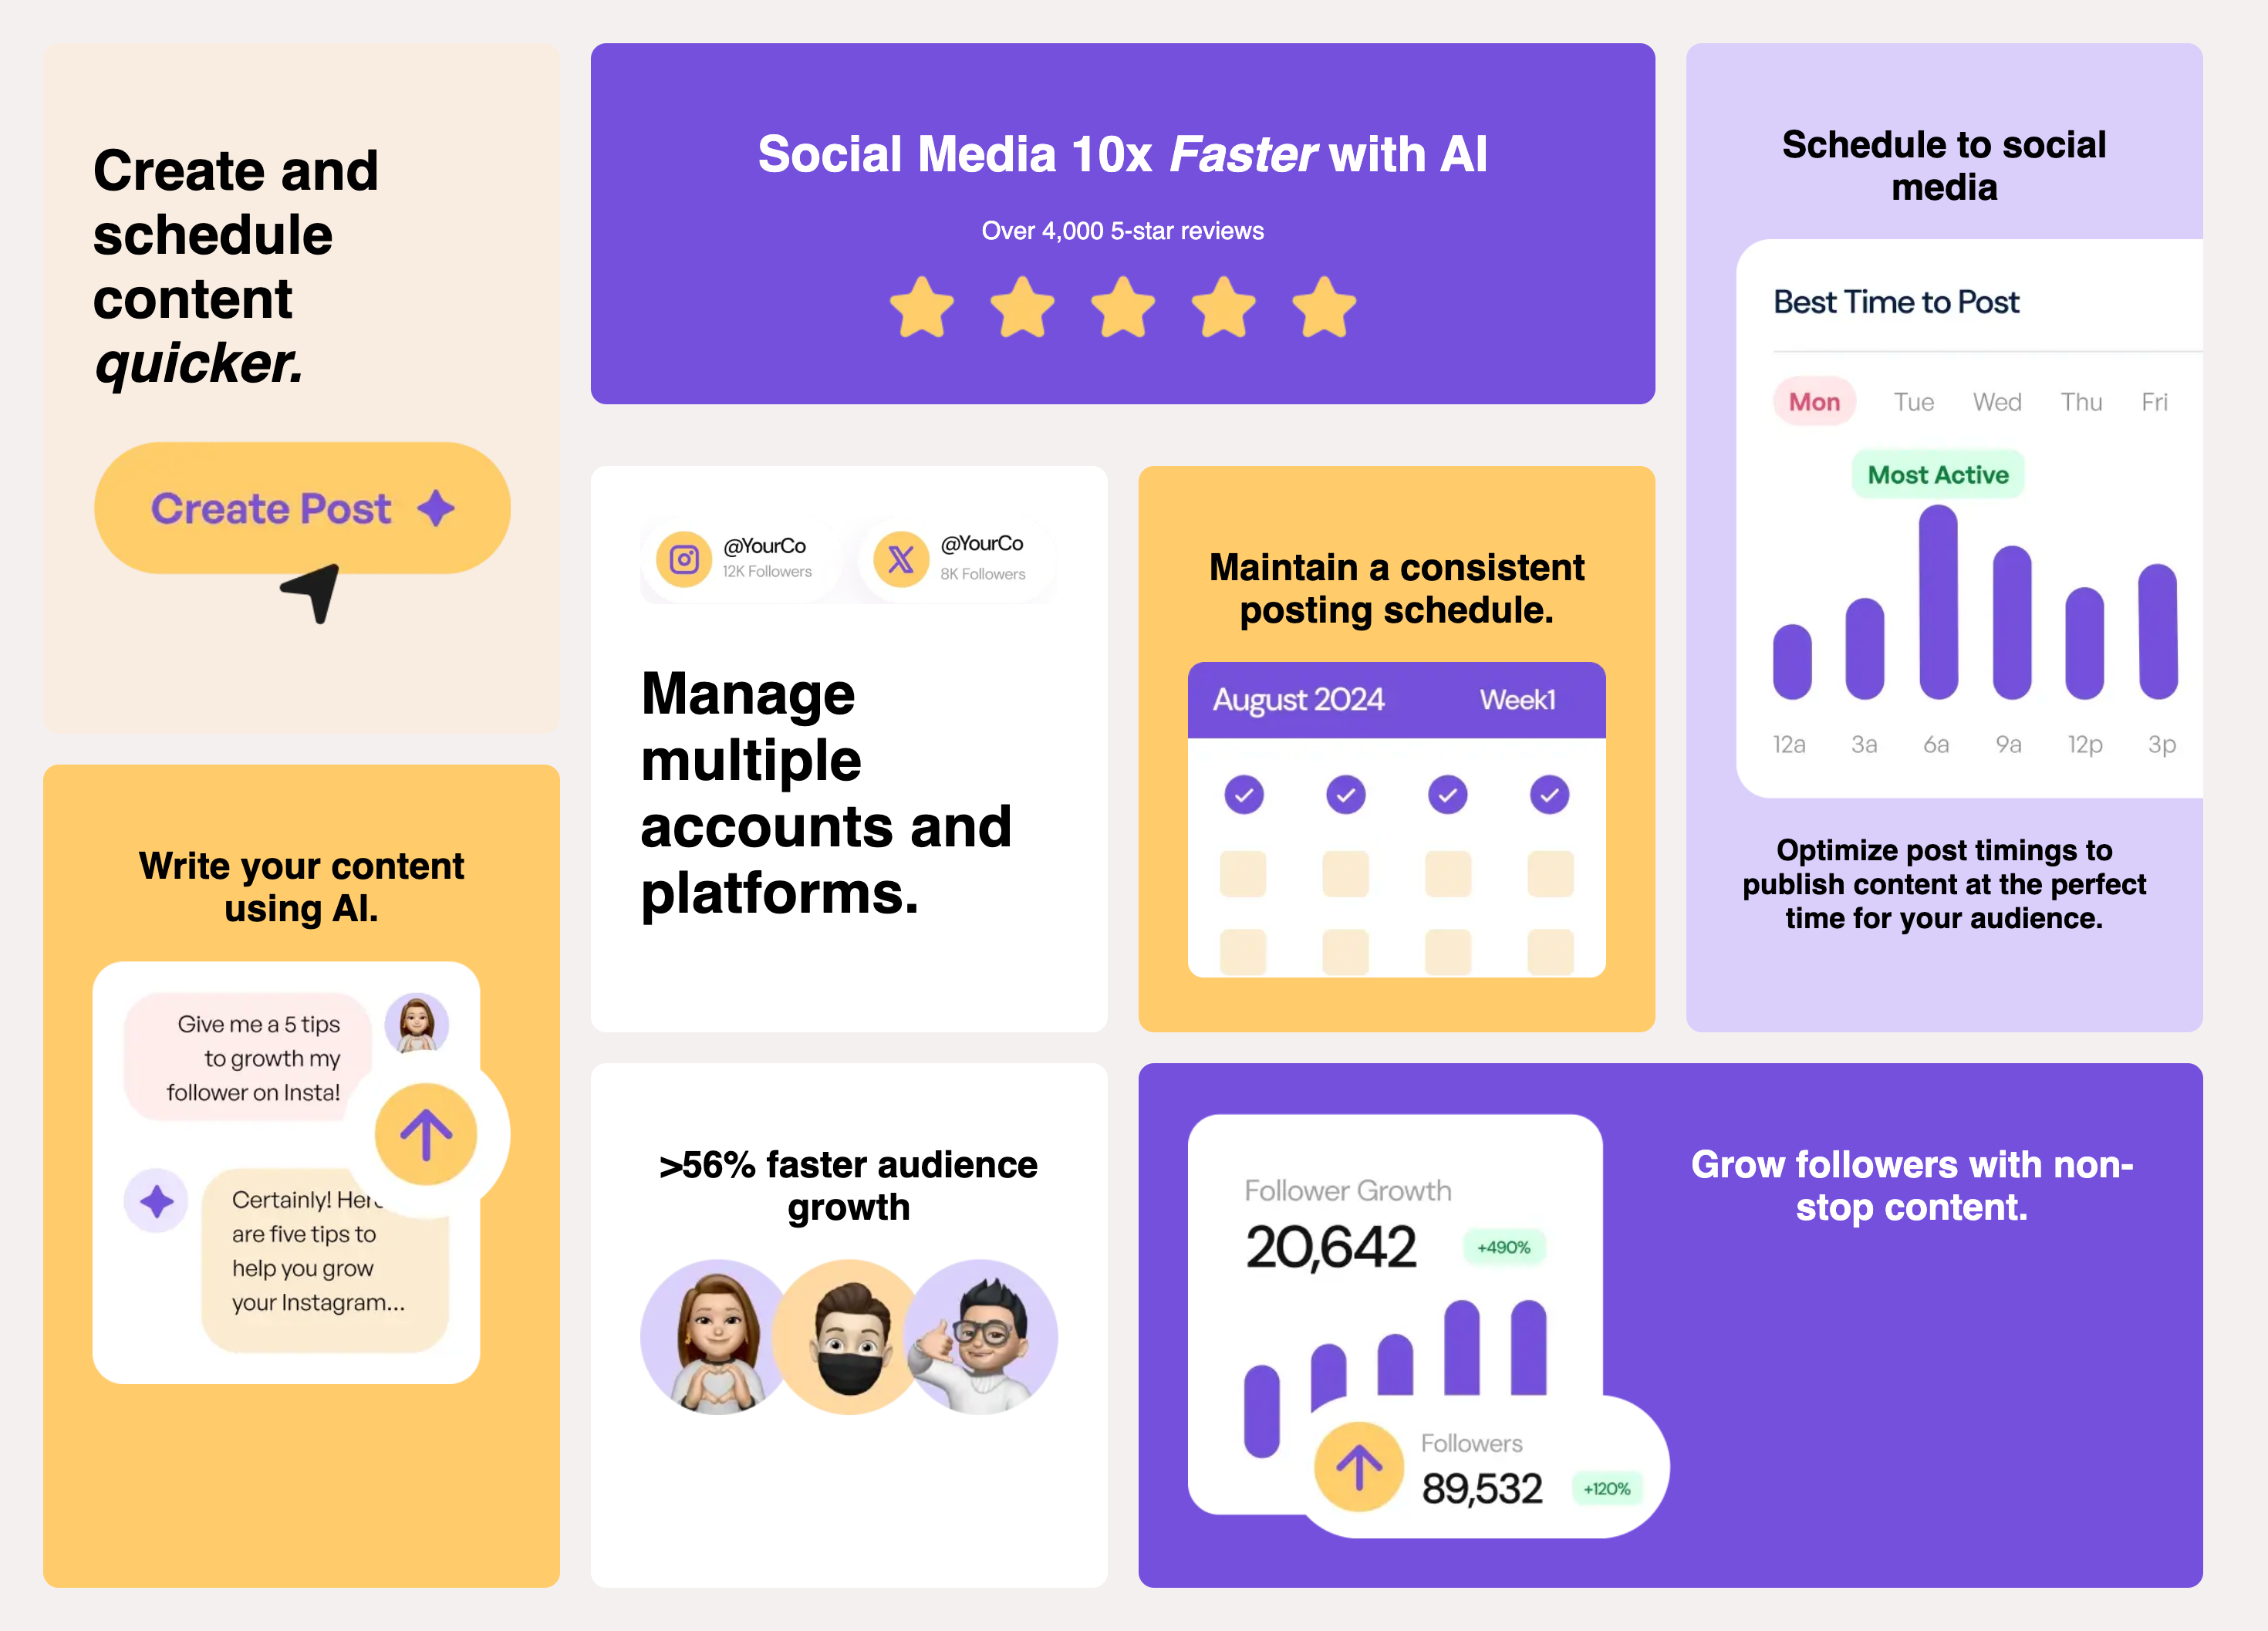 Create and
schedule
content
quicker.
Create Post
Social Media 10x Faster with AI
Over 4,000 5-star reviews
Schedule to social
media
Best Time to Post
Mon Tue Wed Thu Fri
Most Active
12a 3a 6a 9a 12p 3p
Optimize post timings to
publish content at the perfect
time for your audience.
@YourCo
12K Followers
@YourCo
8K Followers
Manage
multiple
accounts and
platforms.
Maintain a consistent
posting schedule.
August 2024 Week1
Write your content
using AI.
Give me a 5 tips
to growth my
follower on Insta!
Certainly! Here
are five tips to
help you grow
your Instagram...
>56% faster audience
growth
Follower Growth
20,642 +490%
Followers
89,532 +120%
Grow followers with non-
stop content.